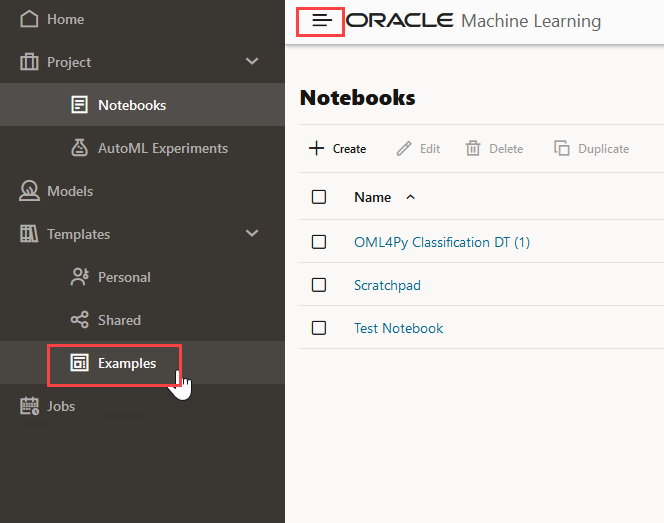 Home
Project
Notebooks
AutoML Experiments
Models
Templates
Personal
Shared
Examples
Jobs
ORACLE Machine Learning
Notebooks
Create Edit Delete Duplicate
Name
OML4Py Classification DT (1)
Scratchpad
Test Notebook